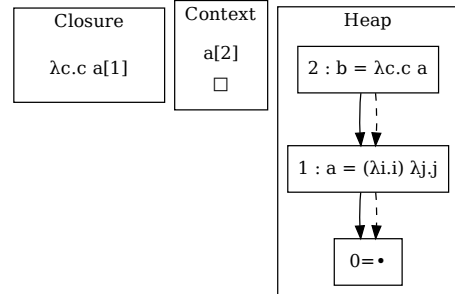 Closure
λc.c a[1]
Context
a[2]
□
Heap
2 : b = λc.c a
1 : a = (λi.i) λj.j
0=•